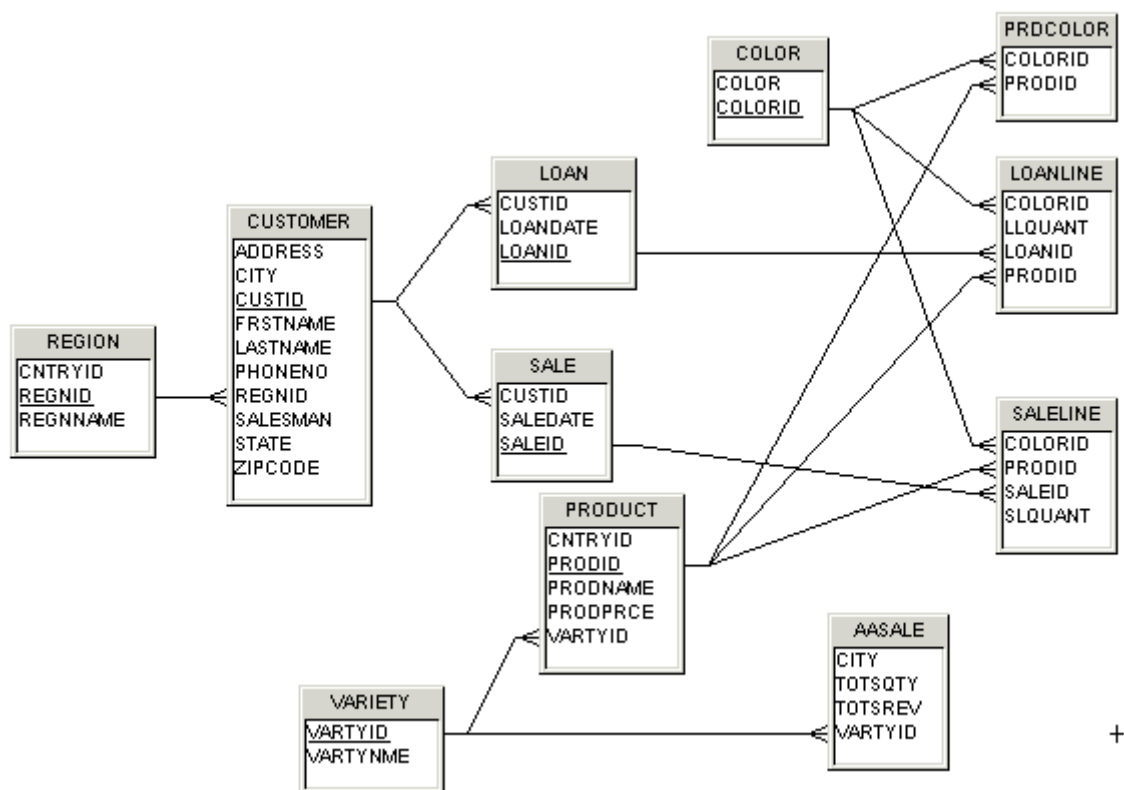 PRDCOLOR
COLORID
PRODID
COLOR
COLOR
COLORID
LOANLINE
COLORID
LLQUANT
LOANID
PRODID
LOAN
CUSTID
LOANDATE
LOANID
CUSTOMER
ADDRESS
CITY
CUSTID
FRSTNAME
LASTNAME
PHONENO
REGNID
SALESMAN
STATE
ZIPCODE
REGION
CNTRYID
REGNID
REGNNAME
SALE
CUSTID
SALEDATE
SALEID
SALELINE
COLORID
PRODID
SALEID
SLQUANT
PRODUCT
CNTRYID
PRODID
PRODNAME
PRODPRCE
VARTYID
AASALE
CITY
TOTSQTY
TOTSREV
VARTYID
VARIETY
VARTYID
VARTYNME